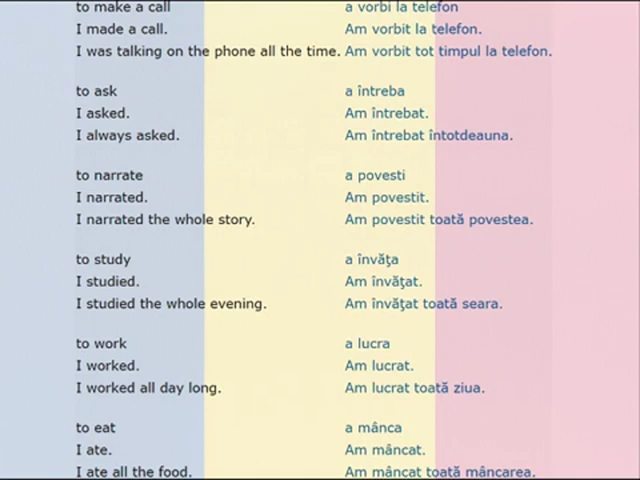 to make a call a vorbi la telefon
I made a call. Am vorbit la telefon.
I was talking on the phone all the time. Am vorbit tot timpul la telefon.
to ask a întreba
I asked. Am întrebat.
I always asked. Am întrebat întotdeauna.
to narrate a povesti
I narrated. Am povestit.
I narrated the whole story. Am povestit toată povestea.
to study a învăţa
I studied. Am învăţat.
I studied the whole evening. Am învăţat toată seara.
to work a lucra
I worked. Am lucrat.
I worked all day long. Am lucrat toată ziua.
to eat a mânca
I ate. Am mâncat.
I ate all the food. Am mâncat toată mâncarea.